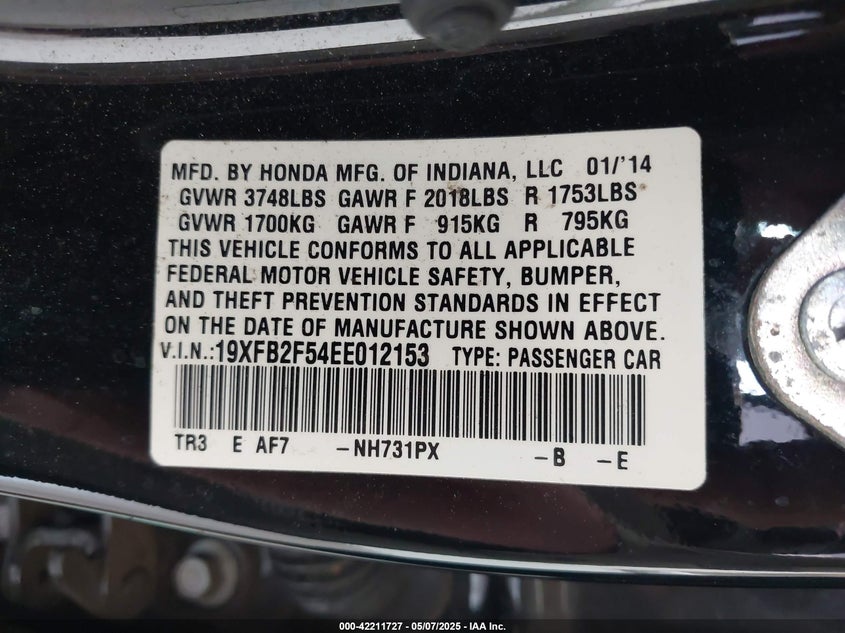 MFD. BY HONDA MFG. OF INDIANA, LLC 01/'14
GVWR 3748LBS GAWR F 2018LBS R 1753LBS
GVWR 1700KG GAWR F 915KG R 795KG
THIS VEHICLE CONFORMS TO ALL APPLICABLE
FEDERAL MOTOR VEHICLE SAFETY, BUMPER,
AND THEFT PREVENTION STANDARDS IN EFFECT
ON THE DATE OF MANUFACTURE SHOWN ABOVE.
V.I.N.:19XFB2F54EE012153 TYPE: PASSENGER CAR
TR3 E AF7 -NH731PX -B -E
000-42211727 - 05/07/2025 - IAA Inc.